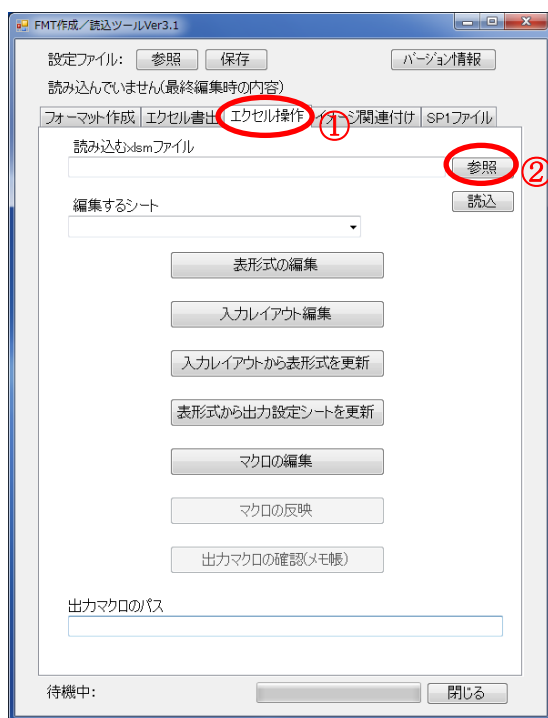 FMT作成／読込ツールVer3.1
設定ファイル: 参照 保存 バージョン情報
読み込んでいません(最終編集時の内容)
フォーマット作成 エクセル書出 エクセル操作 イメージ関連付け SP1ファイル
①
読み込むxlsmファイル
参照
②
編集するシート
読込
表形式の編集
入力レイアウト編集
入力レイアウトから表形式を更新
表形式から出力設定シートを更新
マクロの編集
マクロの反映
出力マクロの確認(メモ帳)
出力マクロのパス
待機中:
閉じる